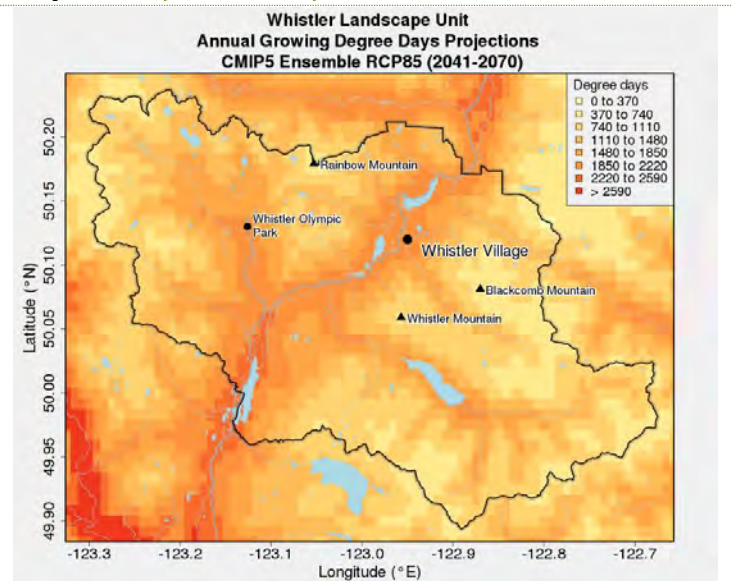 Whistler Landscape Unit
Annual Growing Degree Days Projections
CMIP5 Ensemble RCP85 (2041-2070)
Degree days
0 to 370
370 to 740
740 to 1110
1110 to 1480
1480 to 1850
1850 to 2220
2220 to 2590
> 2590
Rainbow Mountain
Whistler Olympic
Park
Whistler Village
Blackcomb Mountain
Whistler Mountain
Latitude (°N)
50.20
50.15
50.10
50.05
50.00
49.95
49.90
-123.3 -123.2 -123.1 -123.0 -122.9 -122.8 -122.7
Longitude (°E)